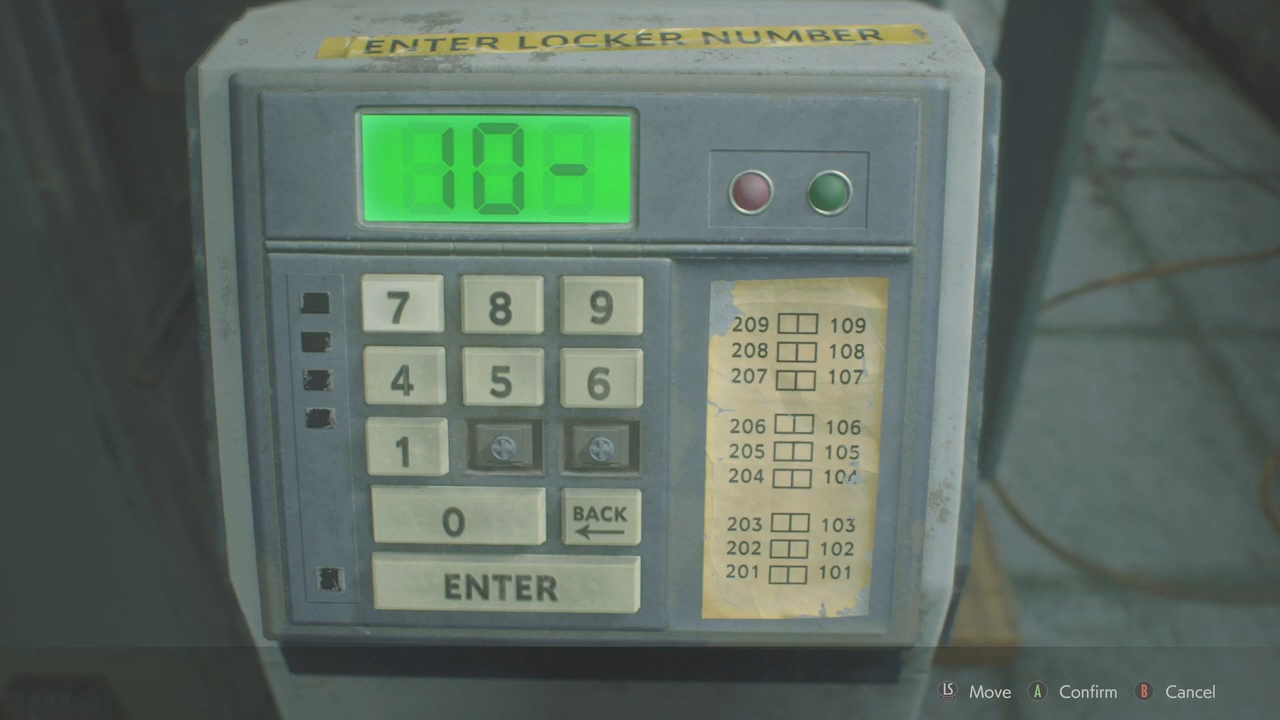 ENTER LOCKER NUMBER
10-
7 8 9
4 5 6
1
0 BACK
ENTER
209 109
208 108
207 107
206 106
205 105
204 104
203 103
202 102
201 101
LS Move A Confirm B Cancel